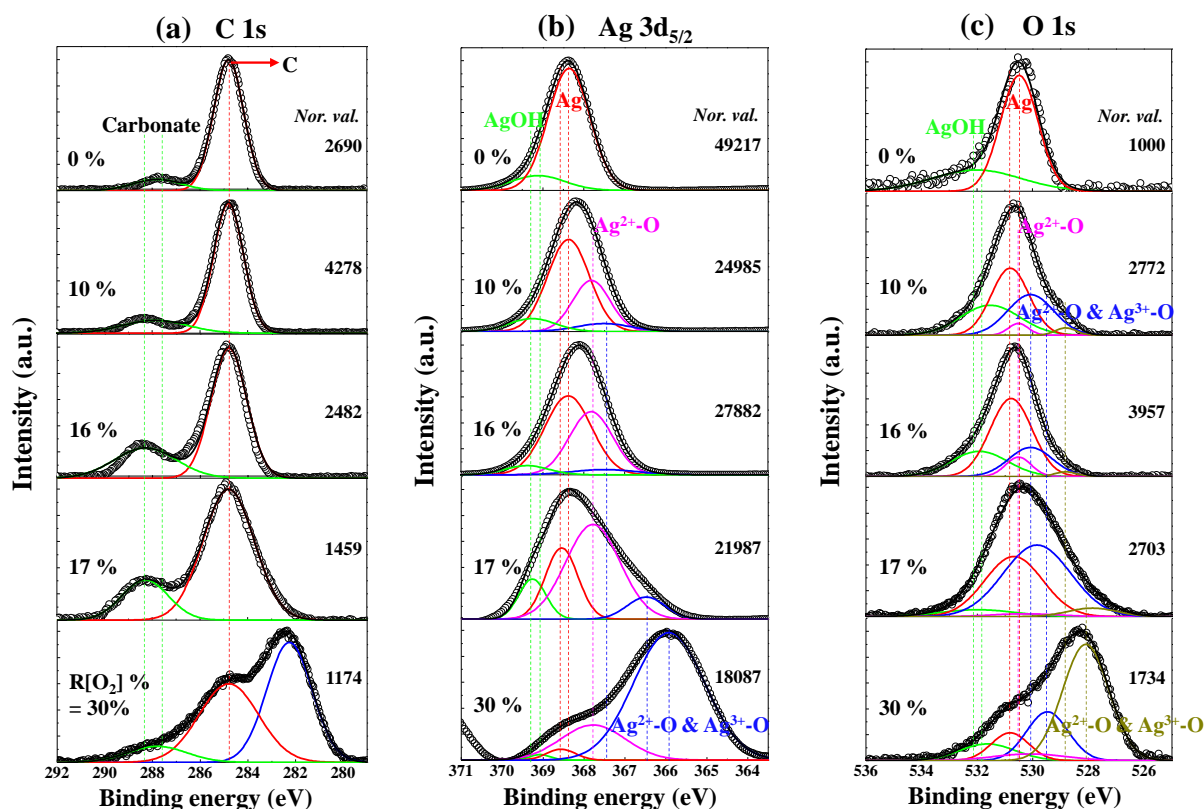 (a) C 1s
C
Carbonate
Nor. val.
2690
0 %
4278
10 %
2482
16 %
1459
17 %
1174
R[O₂] %
= 30%
292 290 288 286 284 282 280
Binding energy (eV)
Intensity (a.u.)
(b) Ag 3d₅/₂
AgOH
Ag
Nor. val.
49217
0 %
Ag²⁺-O
24985
10 %
27882
16 %
21987
17 %
18087
30 %
Ag²⁺-O & Ag³⁺-O
371 370 369 368 367 366 365 364
Binding energy (eV)
Intensity (a.u.)
(c) O 1s
AgOH
Ag
Nor. val.
1000
0 %
Ag²⁺-O
2772
10 %
Ag²⁺-O & Ag³⁺-O
3957
16 %
2703
17 %
1734
30 %
Ag²⁺-O & Ag³⁺-O
536 534 532 530 528 526
Binding energy (eV)
Intensity (a.u.)